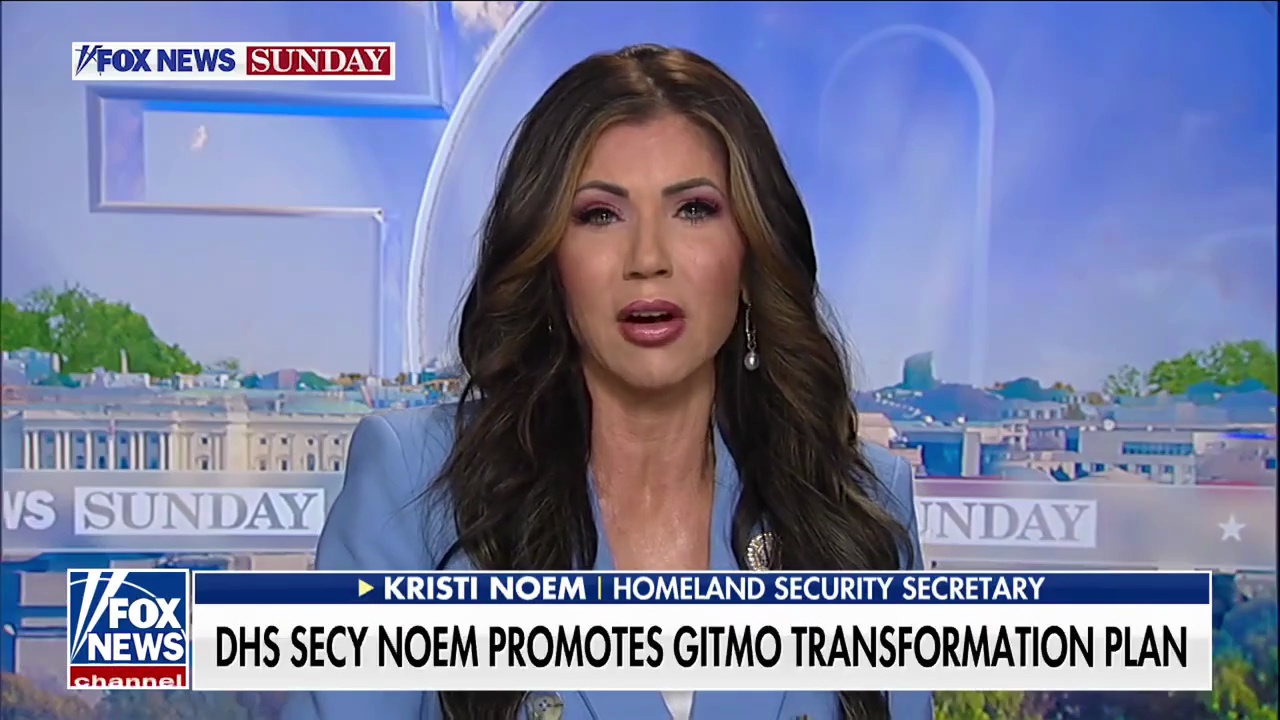 FOX NEWS SUNDAY
WS SUNDAY
UNDAY
KRISTI NOEM | HOMELAND SECURITY SECRETARY
FOX
NEWS
channel
DHS SECY NOEM PROMOTES GITMO TRANSFORMATION PLAN